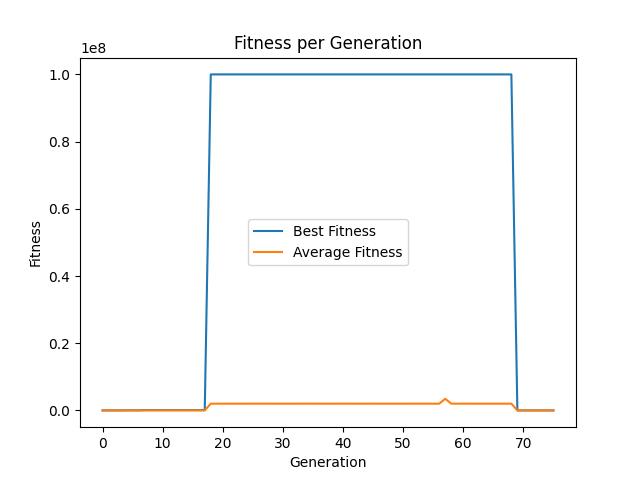 Fitness per Generation
1e8
1.0
0.8
0.6
0.4
0.2
0.0
Fitness
Best Fitness
Average Fitness
0 10 20 30 40 50 60 70
Generation